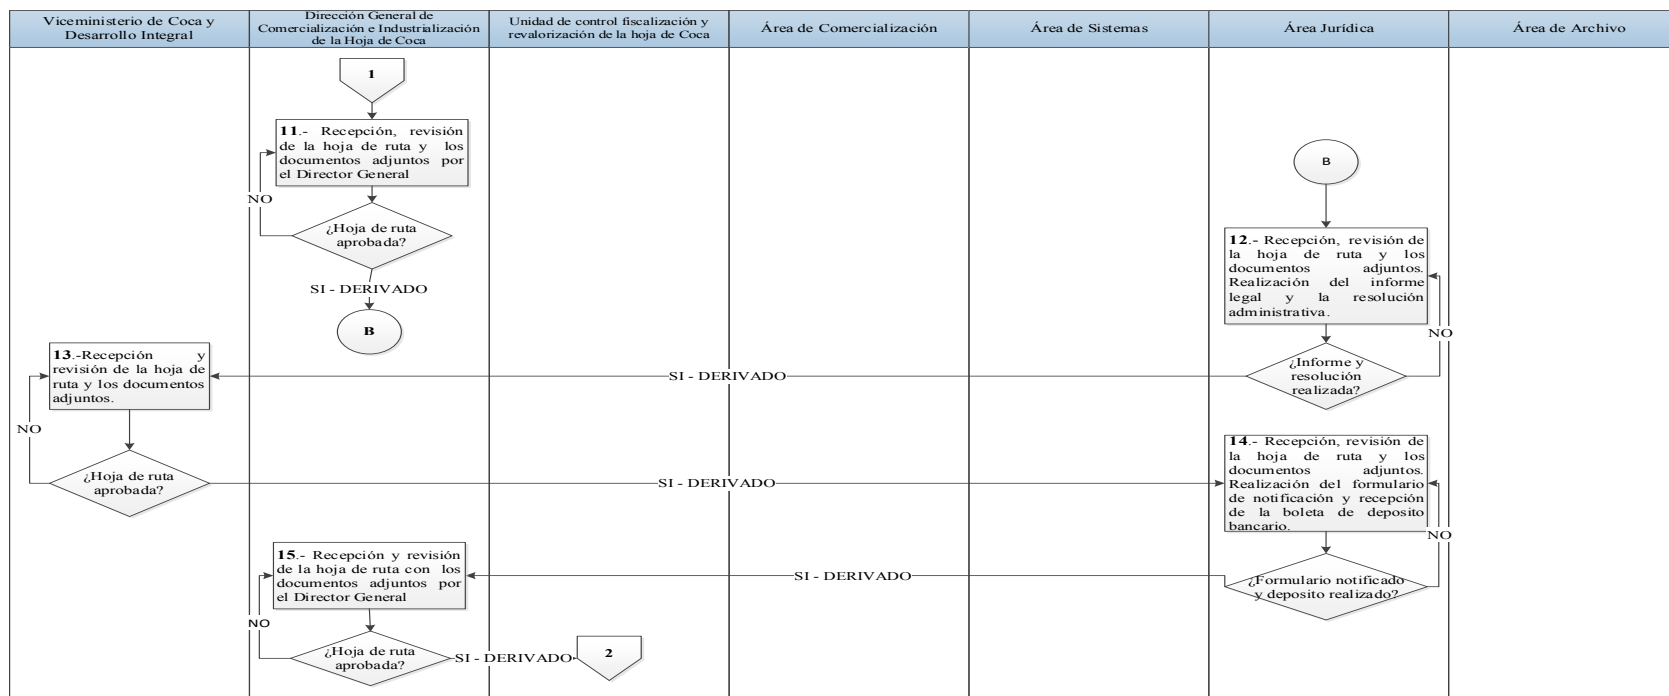 Viceministerio de Coca y
Desarrollo Integral
Dirección General de
Comercialización e Industrialización
de la Hoja de Coca
Unidad de control fiscalización y
revalorización de la hoja de Coca
Área de Comercialización
Área de Sistemas
Área Jurídica
Área de Archivo
1
11.- Recepción, revisión
de la hoja de ruta y los
documentos adjuntos por
el Director General
NO
¿Hoja de ruta
aprobada?
SI - DERIVADO
B
B
12.- Recepción, revisión de
la hoja de ruta y los
documentos adjuntos.
Realización del informe
legal y la resolución
administrativa.
NO
¿Informe y
resolución
realizada?
SI - DERIVADO
13.-Recepción y
revisión de la hoja de
ruta y los documentos
adjuntos.
NO
¿Hoja de ruta
aprobada?
SI - DERIVADO
14.- Recepción, revisión de
la hoja de ruta y los
documentos adjuntos.
Realización del formulario
de notificación y recepción
de la boleta de deposito
bancario.
NO
¿Formulario notificado
y deposito realizado?
SI - DERIVADO
15.- Recepción y revisión
de la hoja de ruta con los
documentos adjuntos por
el Director General
NO
¿Hoja de ruta
aprobada?
SI - DERIVADO
2